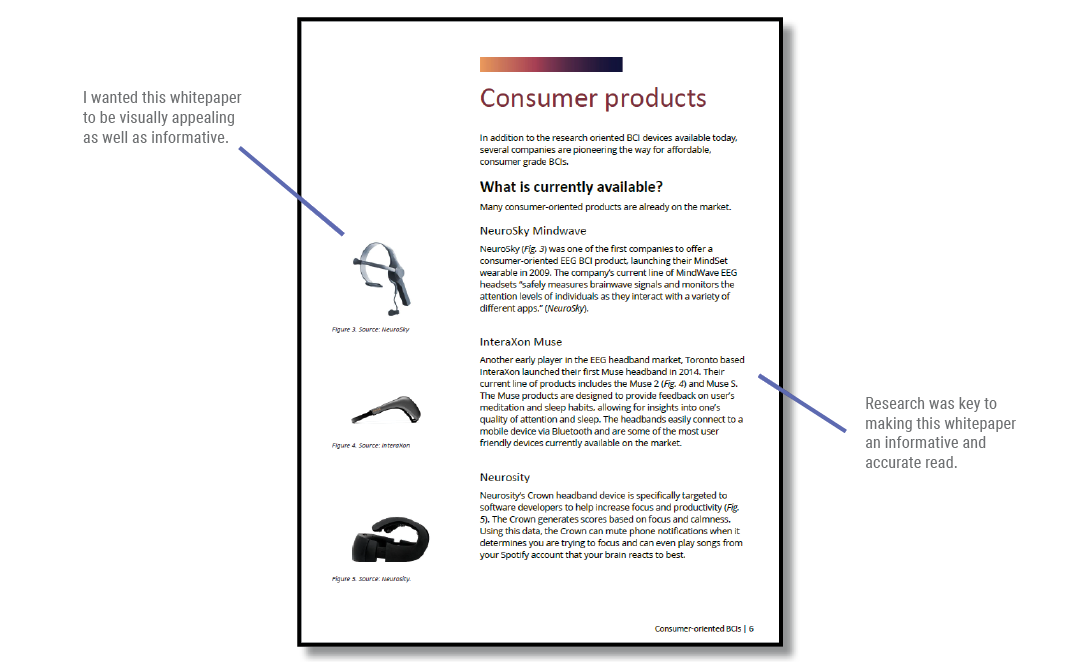 I wanted this whitepaper
to be visually appealing
as well as informative.
Consumer products
In addition to the research oriented BCI devices available today,
several companies are pioneering the way for affordable,
consumer grade BCIs.
What is currently available?
Many consumer-oriented products are already on the market.
NeuroSky Mindwave
NeuroSky (Fig. 3) was one of the first companies to offer a
consumer-oriented EEG BCI product, launching their MindSet
wearable in 2009. The company's current line of MindWave EEG
headsets "safely measures brainwave signals and monitors the
attention levels of individuals as they interact with a variety of
different apps." (NeuroSky).
Figure 3. Source: NeuroSky
InteraXon Muse
Another early player in the EEG headband market, Toronto based
InteraXon launched their first Muse headband in 2014. Their
current line of products includes the Muse 2 (Fig. 4) and Muse S.
The Muse products are designed to provide feedback on user's
meditation and sleep habits, allowing for insights into one's
quality of attention and sleep. The headbands easily connect to a
mobile device via Bluetooth and are some of the most user
friendly devices currently available on the market.
Figure 4. Source: InteraXon
Research was key to
making this whitepaper
an informative and
accurate read.
Neurosity
Neurosity's Crown headband device is specifically targeted to
software developers to help increase focus and productivity (Fig.
5). The Crown generates scores based on focus and calmness.
Using this data, the Crown can mute phone notifications when it
determines you are trying to focus and can even play songs from
your Spotify account that your brain reacts to best.
Figure 5. Source: Neurosity.
Consumer-oriented BCIs | 6